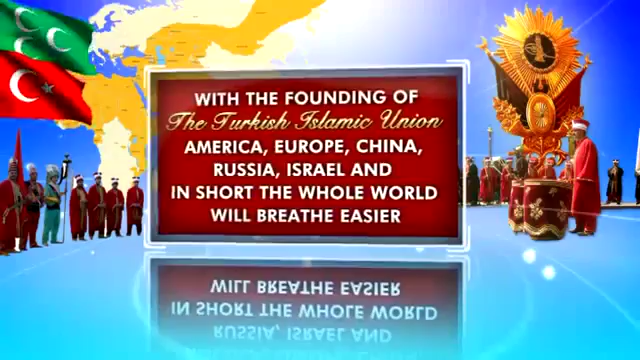 WITH THE FOUNDING OF
The Turkish Islamic Union
AMERICA, EUROPE, CHINA,
RUSSIA, ISRAEL AND
IN SHORT THE WHOLE WORLD
WILL BREATHE EASIER